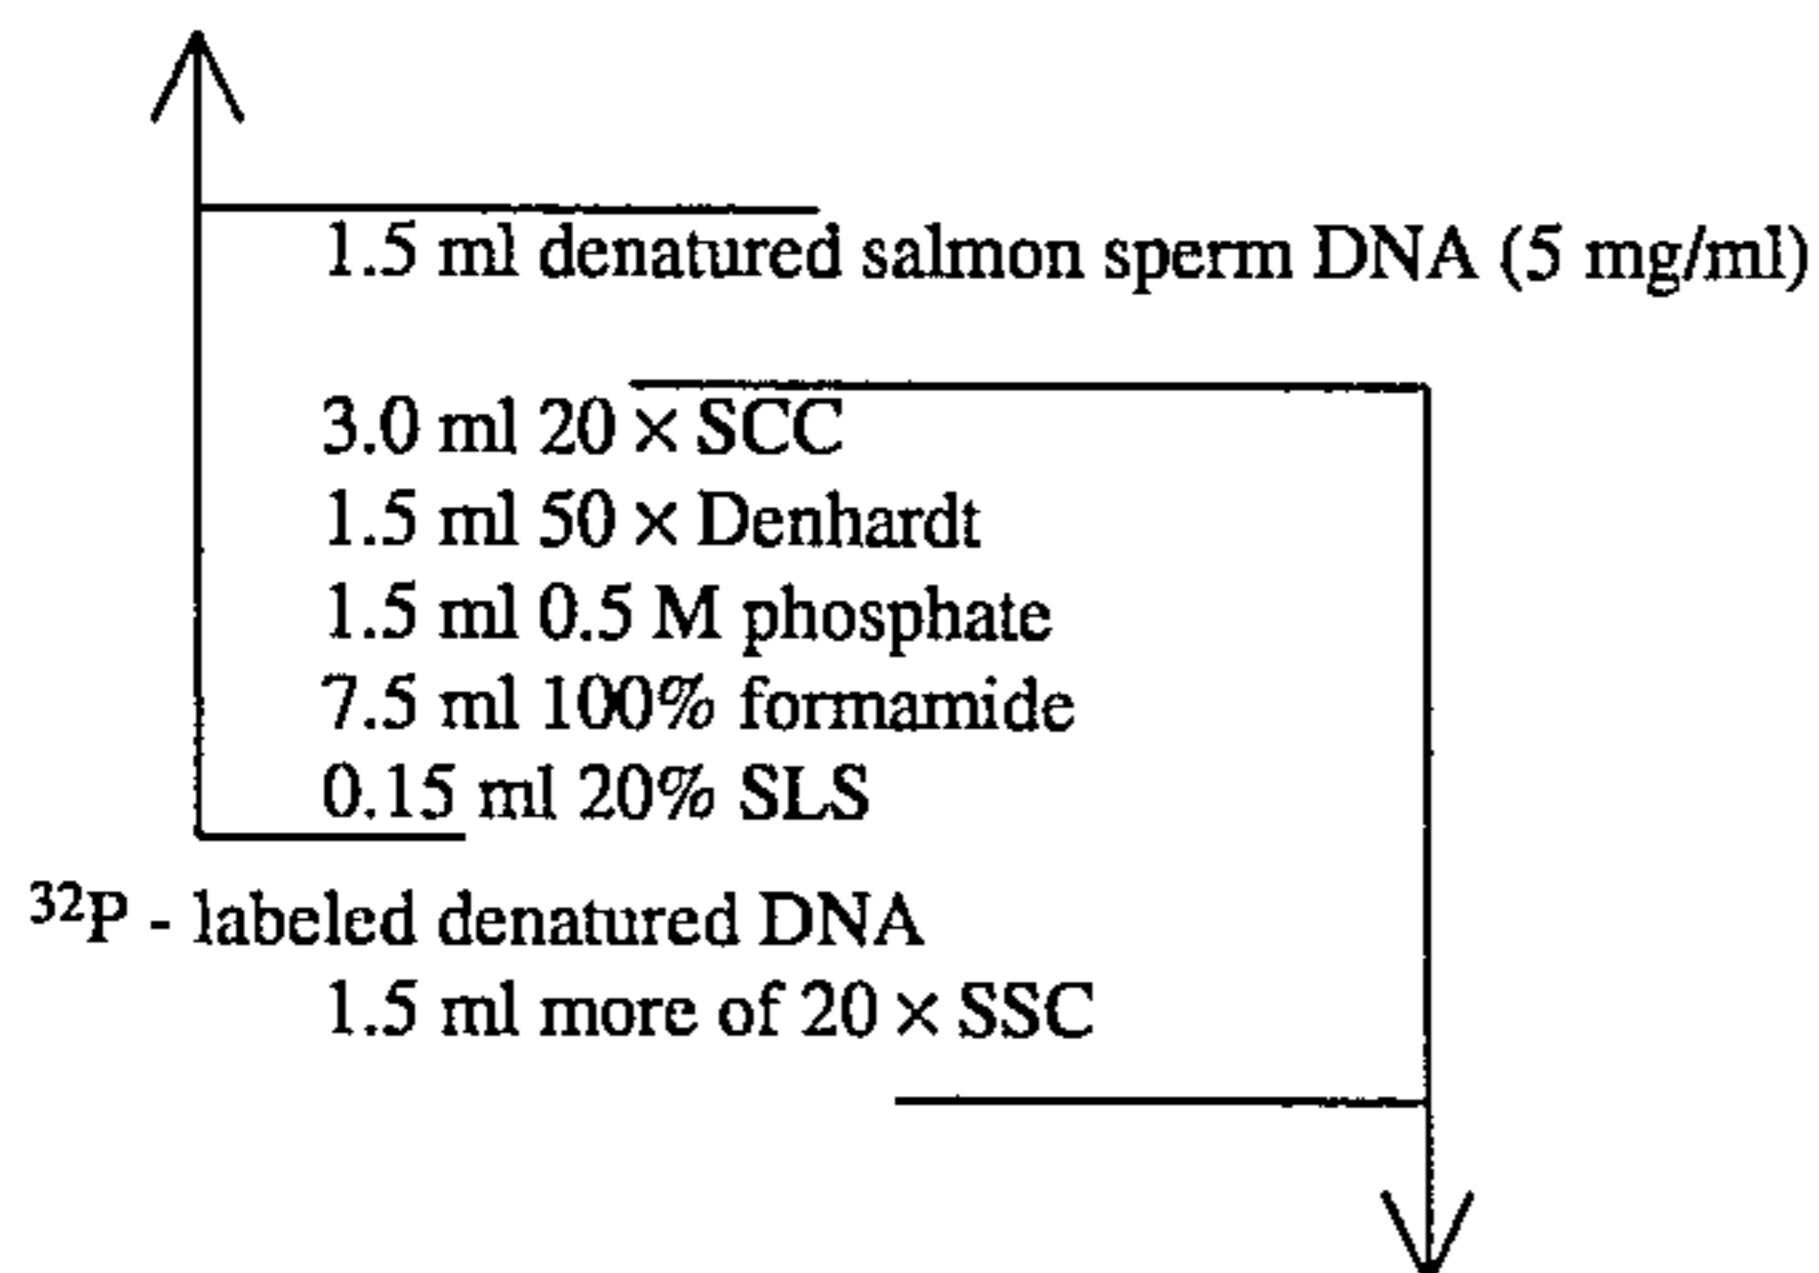 1.5 ml denatured salmon sperm DNA (5 mg/ml)
3.0 ml 20 × SCC
1.5 ml 50 × Denhardt
1.5 ml 0.5 M phosphate
7.5 ml 100% formamide
0.15 ml 20% SLS
³²P - labeled denatured DNA
1.5 ml more of 20 × SSC